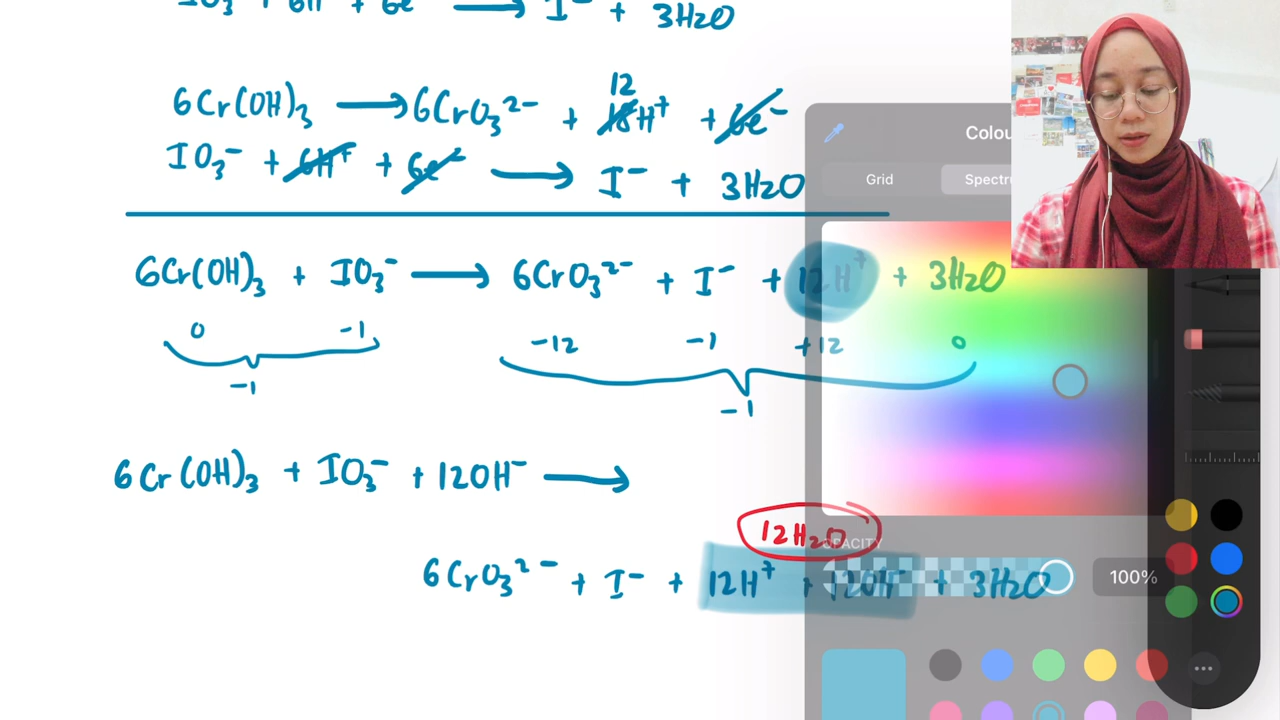 IO₃⁻ + 6H + 6e ⟶ I⁻ + 3H₂O
12
6Cr(OH)₃ ⟶ 6CrO₃²⁻ + 18H⁺ + 6e⁻
IO₃⁻ + 6H⁺ + 6e⁻ ⟶ I⁻ + 3H₂O
Grid
6Cr(OH)₃ + IO₃⁻ ⟶ 6CrO₃²⁻ + I⁻ + 12H⁺ + 3H₂O
0 -1 -12 -1 +12 0
-1 -1
6Cr(OH)₃ + IO₃⁻ + 12OH⁻ ⟶
12H₂O
OPACITY
6CrO₃²⁻ + I⁻ + 12H⁺ + 12OH⁻ + 3H₂O
100%